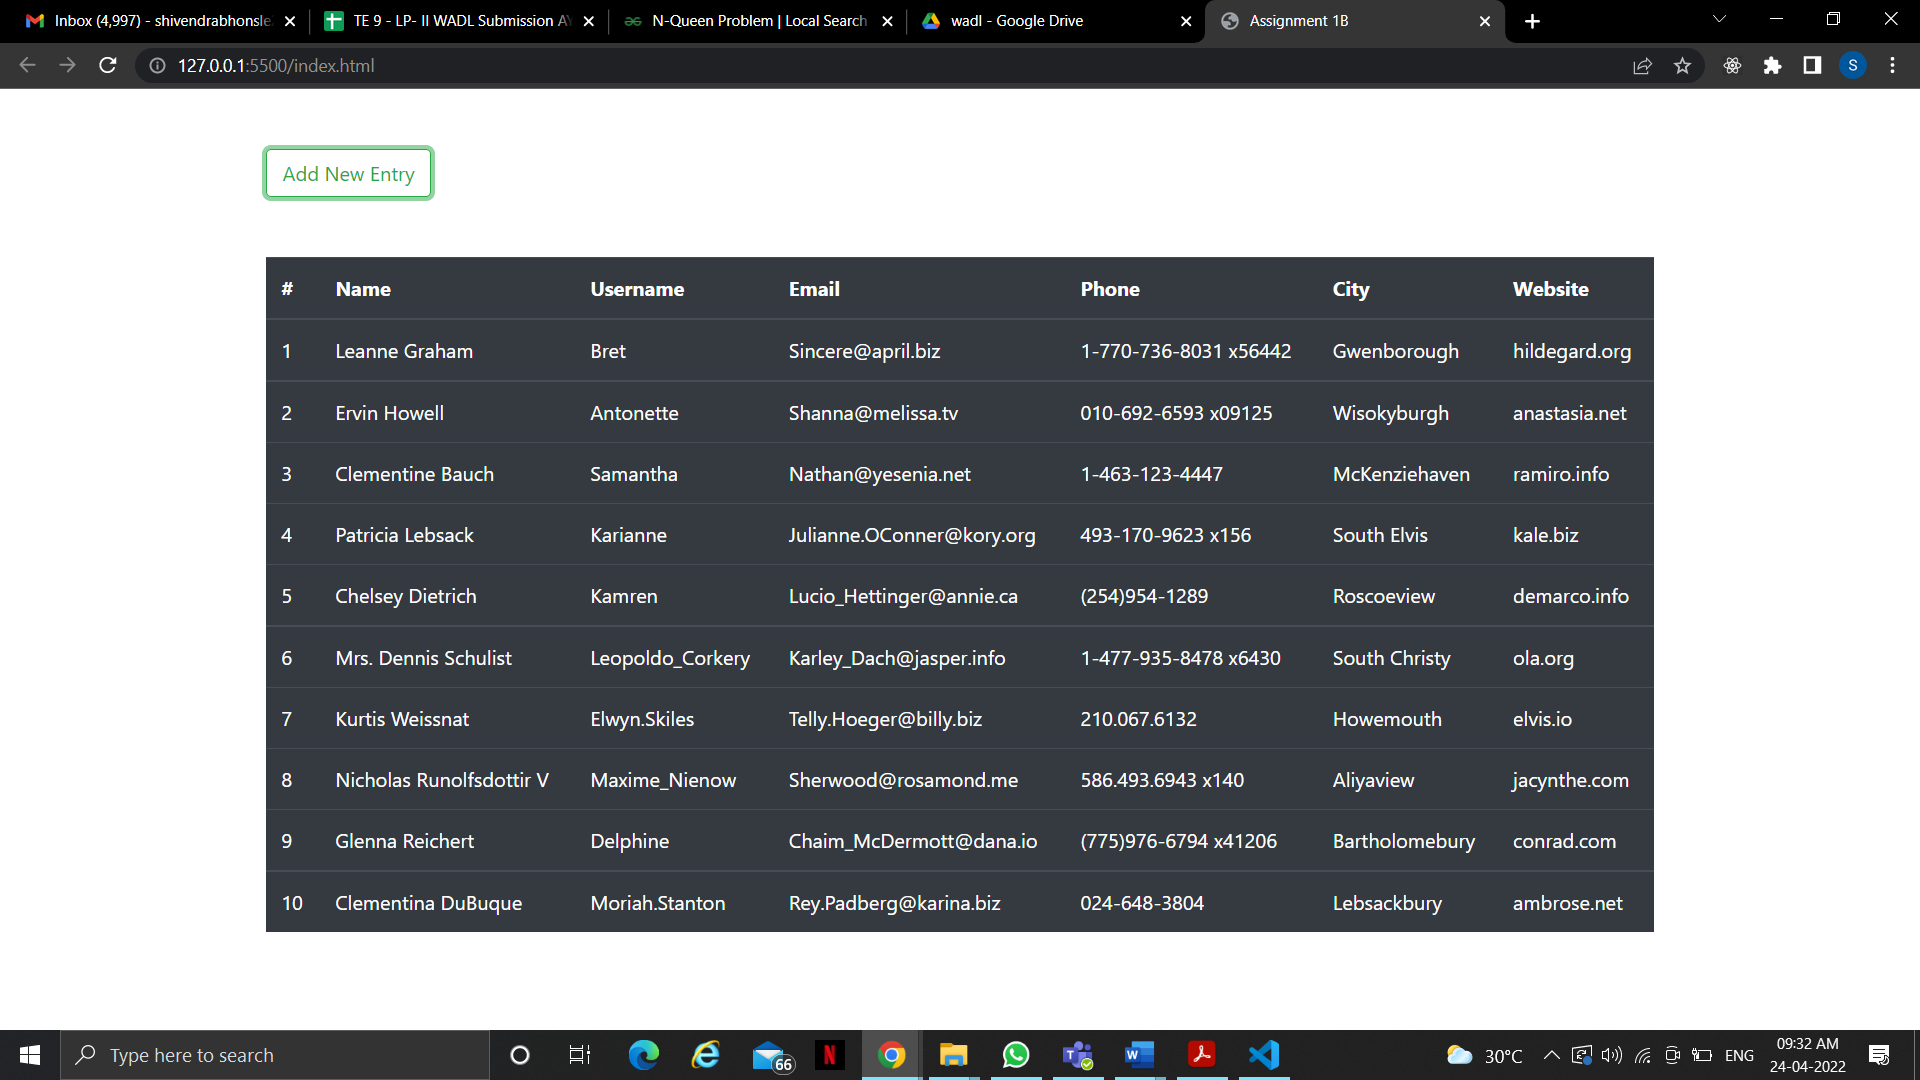 Inbox (4,997) - shivendrabhonsle TE 9 - LP- II WADL Submission AY N-Queen Problem | Local Search wadl - Google Drive Assignment 1B
127.0.0.1:5500/index.html S
Add New Entry
# Name Username Email Phone City Website
1 Leanne Graham Bret Sincere@april.biz 1-770-736-8031 x56442 Gwenborough hildegard.org
2 Ervin Howell Antonette Shanna@melissa.tv 010-692-6593 x09125 Wisokyburgh anastasia.net
3 Clementine Bauch Samantha Nathan@yesenia.net 1-463-123-4447 McKenziehaven ramiro.info
4 Patricia Lebsack Karianne Julianne.OConner@kory.org 493-170-9623 x156 South Elvis kale.biz
5 Chelsey Dietrich Kamren Lucio_Hettinger@annie.ca (254)954-1289 Roscoeview demarco.info
6 Mrs. Dennis Schulist Leopoldo_Corkery Karley_Dach@jasper.info 1-477-935-8478 x6430 South Christy ola.org
7 Kurtis Weissnat Elwyn.Skiles Telly.Hoeger@billy.biz 210.067.6132 Howemouth elvis.io
8 Nicholas Runolfsdottir V Maxime_Nienow Sherwood@rosamond.me 586.493.6943 x140 Aliyaview jacynthe.com
9 Glenna Reichert Delphine Chaim_McDermott@dana.io (775)976-6794 x41206 Bartholomebury conrad.com
10 Clementina DuBuque Moriah.Stanton Rey.Padberg@karina.biz 024-648-3804 Lebsackbury ambrose.net
Type here to search 66 N 30°C ENG 09:32 AM
24-04-2022